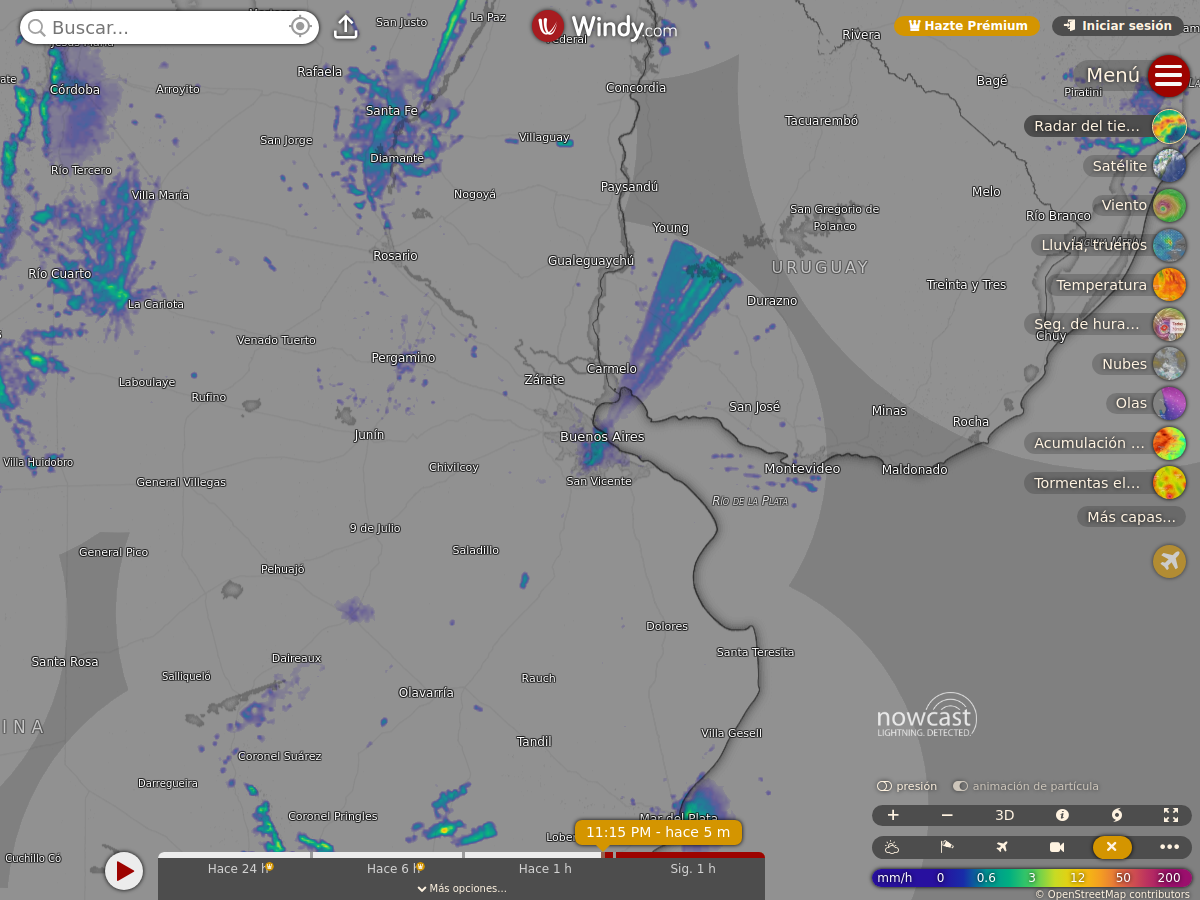 Buscar...
San Justo
La Paz
Windy.com
Federal
Rivera
Hazte Prémium
Iniciar sesión
Jesús María
Rafaela
Córdoba
Arroyito
Concordia
Bagé
Menú
Piratini
Santa Fe
Tacuarembó
Radar del tie...
San Jorge
Villaguay
Diamante
Satélite
Río Tercero
Villa María
Nogoyá
Paysandú
Melo
San Gregorio de
Polanco
Viento
Río Branco
Young
Lluvia, truenos
Rosario
Gualeguaychú
URUGUAY
Río Cuarto
La Carlota
Durazno
Treinta y Tres
Temperatura
Seg. de hura...
Chuy
Venado Tuerto
Pergamino
Carmelo
Zárate
Nubes
Laboulaye
Rufino
San José
Minas
Olas
Rocha
Junín
Buenos Aires
Acumulación ...
Villa Huidobro
Chivilcoy
Montevideo
Maldonado
General Villegas
San Vicente
Tormentas el...
Río de la Plata
Más capas...
9 de Julio
General Pico
Saladillo
Pehuajó
Dolores
Santa Rosa
Daireaux
Santa Teresita
Salliqueló
Rauch
Olavarría
INA
nowcast
LIGHTNING. DETECTED.
Tandil
Villa Gesell
Coronel Suárez
Darregueira
presión
animación de partícula
Coronel Pringles
Mar del Plata
3D
11:15 PM - hace 5 m
Cuchillo Có
Hace 24 h
Hace 6 h
Hace 1 h
Sig. 1 h
mm/h 0 0.6 3 12 50 200
Más opciones...
© OpenStreetMap contributors